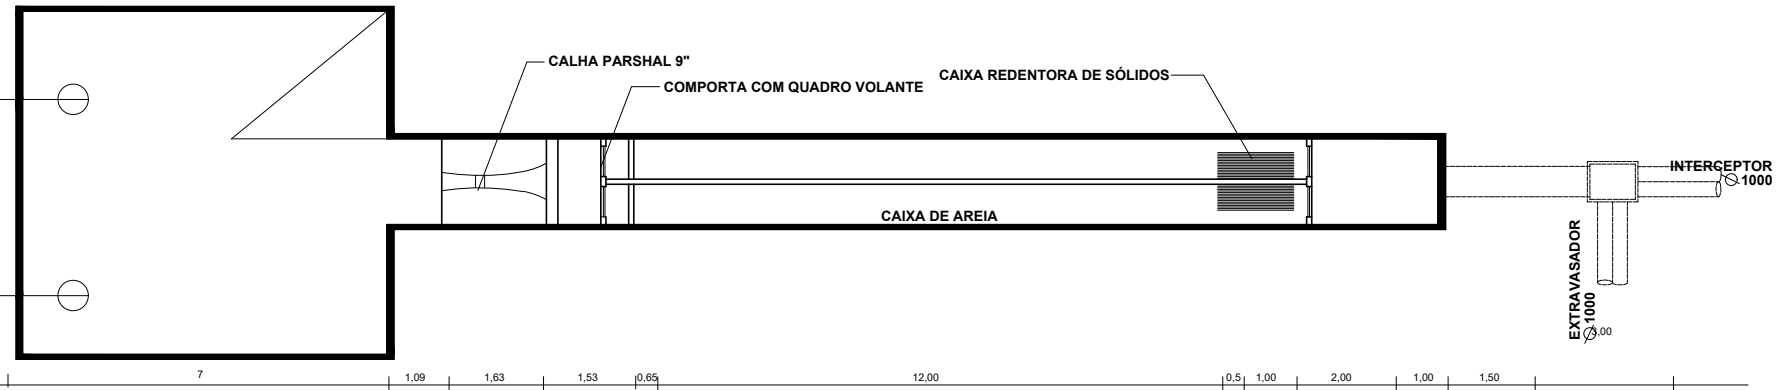 CALHA PARSHAL 9"
COMPORTA COM QUADRO VOLANTE
CAIXA REDENTORA DE SÓLIDOS
INTERCEPTOR
1000
CAIXA DE AREIA
EXTRAVASADOR
1000
3,00
7
1,09
1,63
1,53
0,65
12,00
0,5
1,00
2,00
1,00
1,50